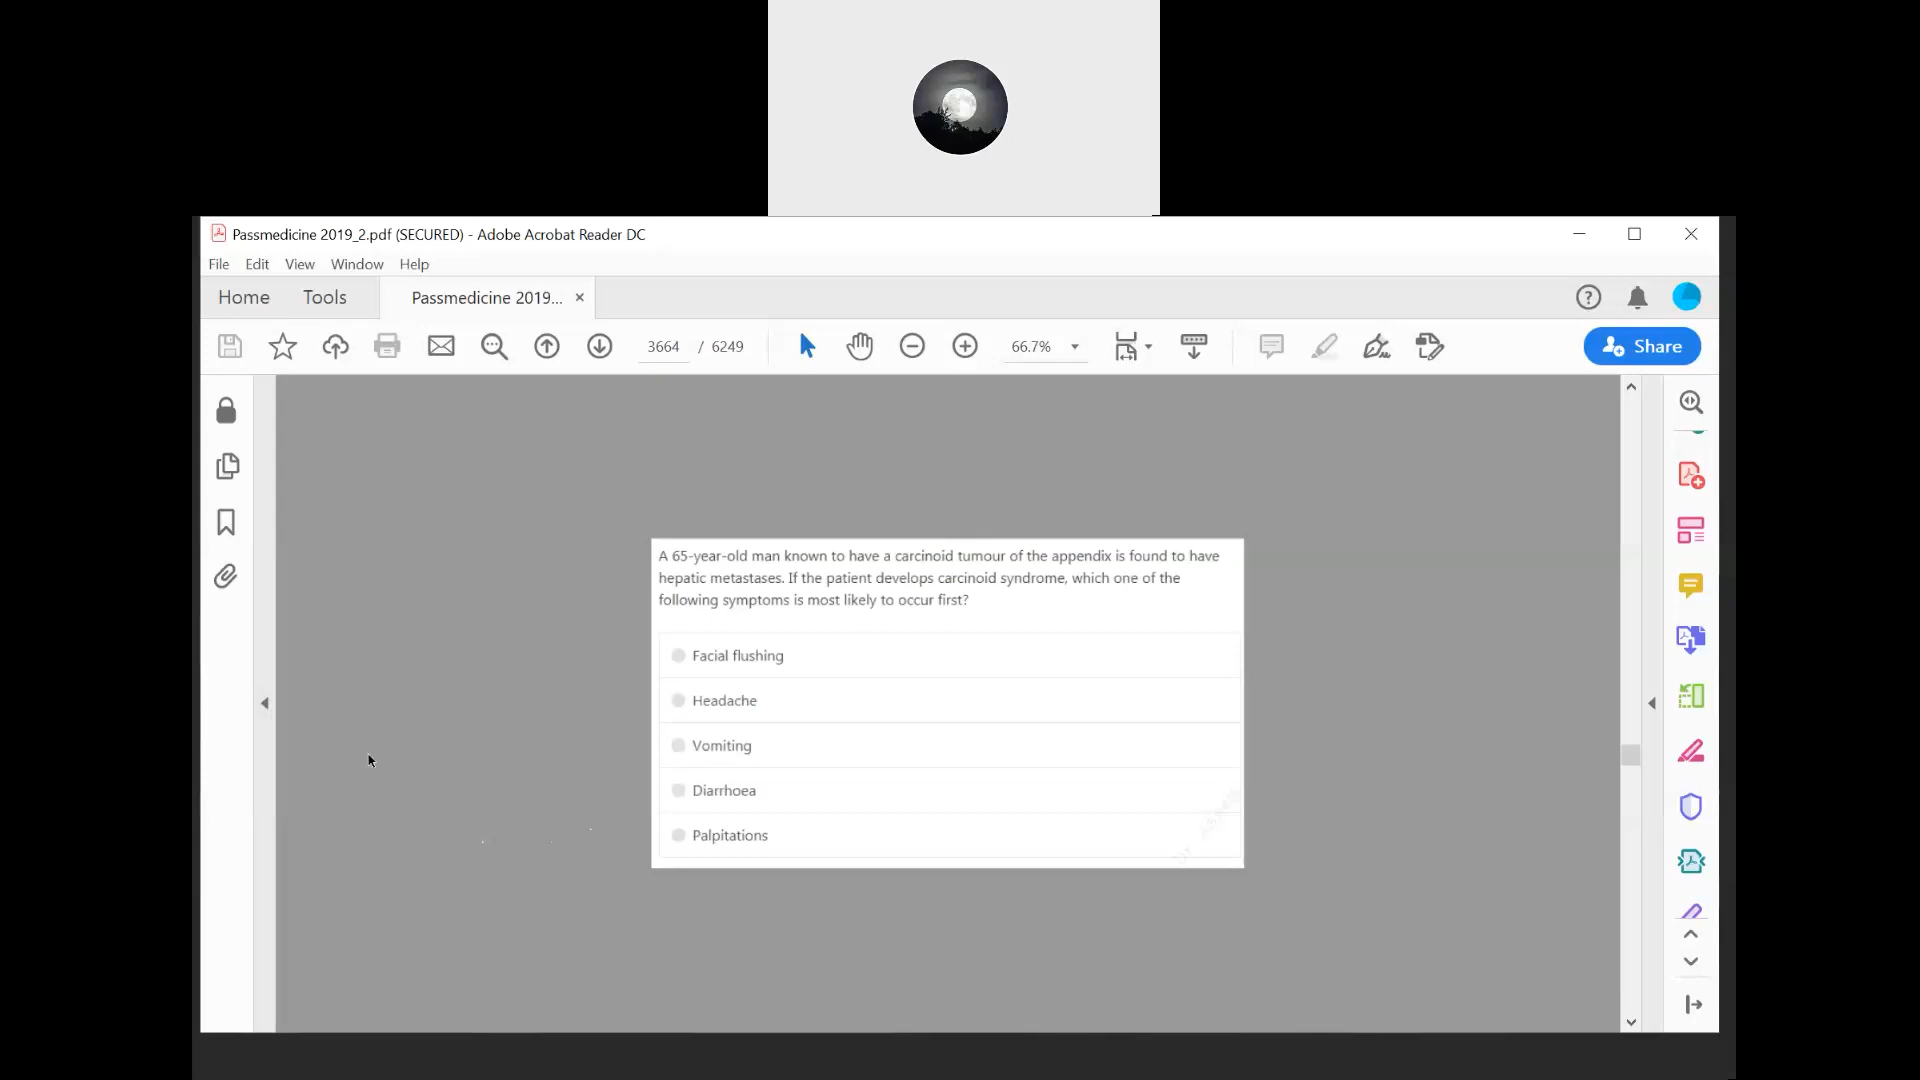 Passmedicine 2019_2.pdf (SECURED) - Adobe Acrobat Reader DC
File Edit View Window Help
Home Tools Passmedicine 2019... ×
3664 / 6249 66.7% Share
A 65-year-old man known to have a carcinoid tumour of the appendix is found to have
hepatic metastases. If the patient develops carcinoid syndrome, which one of the
following symptoms is most likely to occur first?
Facial flushing
Headache
Vomiting
Diarrhoea
Palpitations